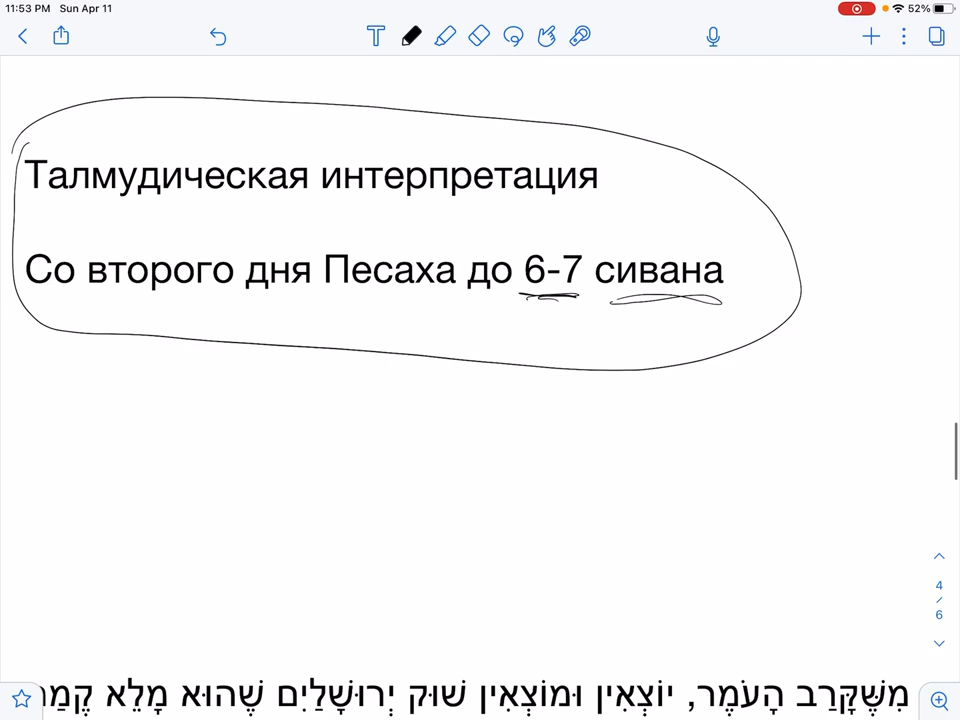 11:53 PM Sun Apr 11
52%
Талмудическая интерпретация
Со второго дня Песаха до 6-7 сивана
4
/
6
מִשֶּׁקָּרַב הָעֹמֶר, יוֹצְאִין וּמוֹצְאִין שׁוּק יְרוּשָׁלַיִם שֶׁהוּא מָלֵא